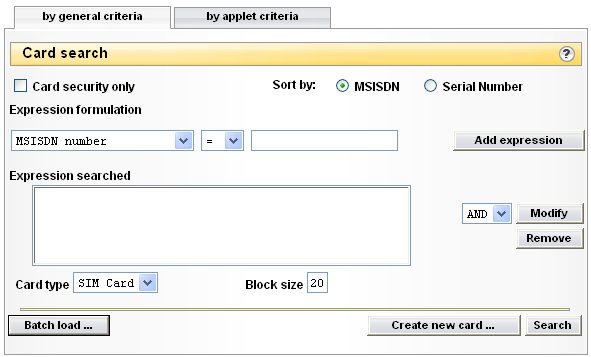 by general criteria
by applet criteria
Card search
?
Card security only
Sort by:
MSISDN
Serial Number
Expression formulation
MSISDN number
=
Add expression
Expression searched
AND
Modify
Remove
Card type
SIM Card
Block size
20
Batch load ...
Create new card ...
Search